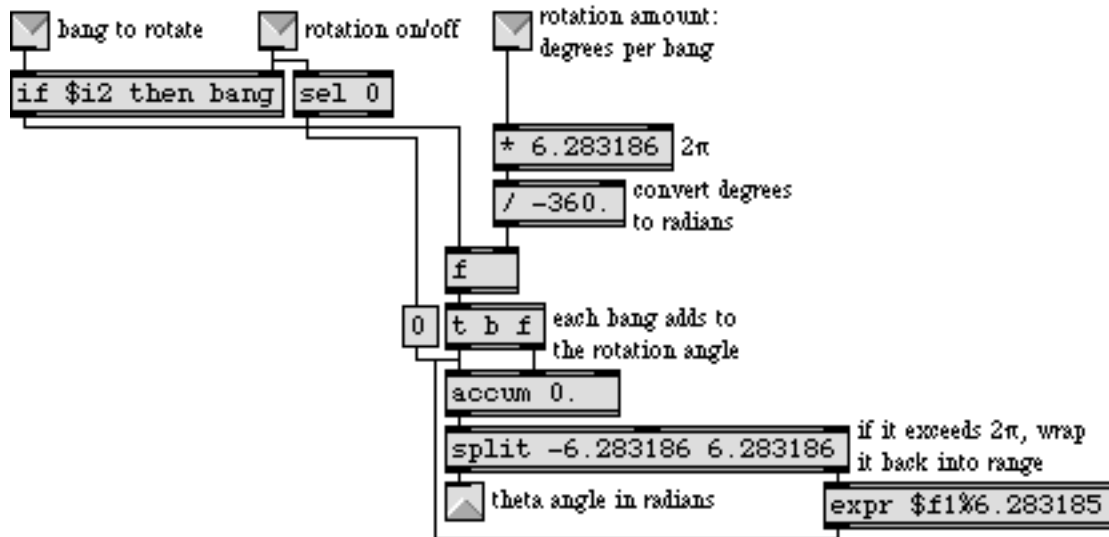 bang to rotate
rotation on/off
rotation amount:
degrees per bang
if $i2 then bang
sel 0
* 6.283186
2π
/ -360.
convert degrees
to radians
f
0
t b f
each bang adds to
the rotation angle
accum 0.
split -6.283186 6.283186
if it exceeds 2π, wrap
it back into range
theta angle in radians
expr $f1%6.283185